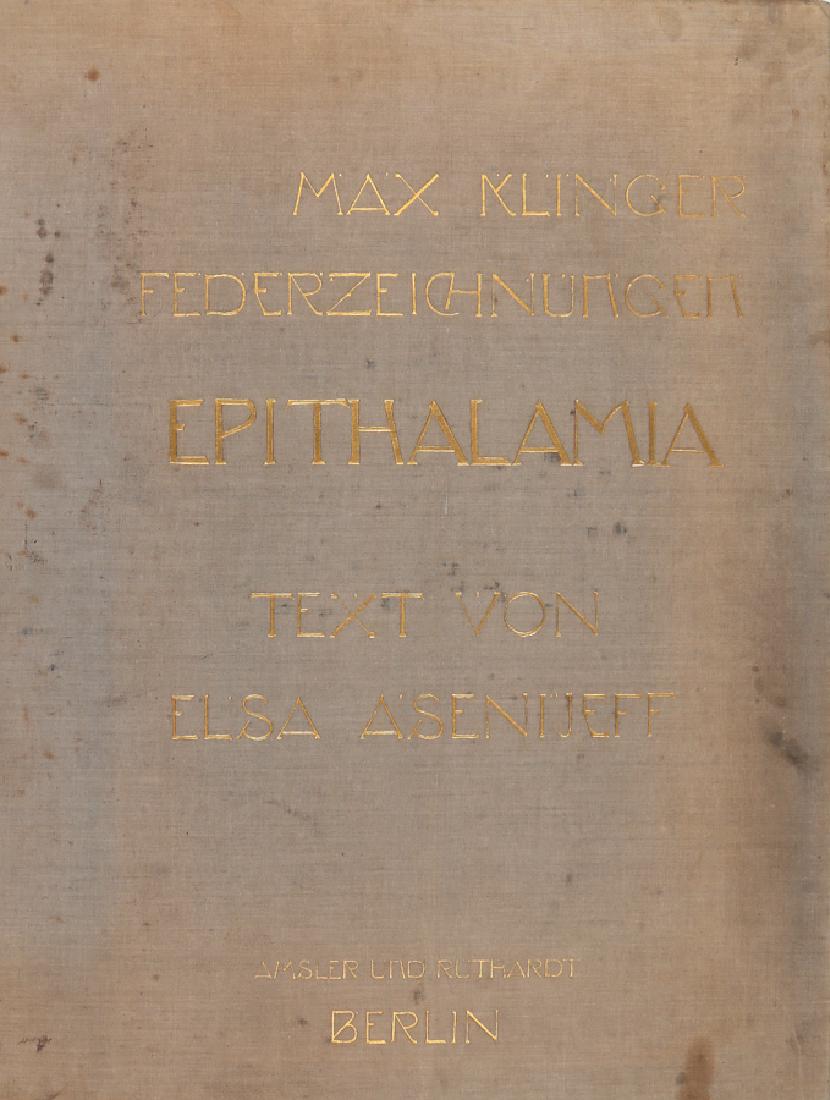 MAX KLINGER
FEDERZEICHNUNGEN
EPITHALAMIA
TEXT VON
ELSA ASENIJEFF
AMSLER UND RUTHARDT
BERLIN